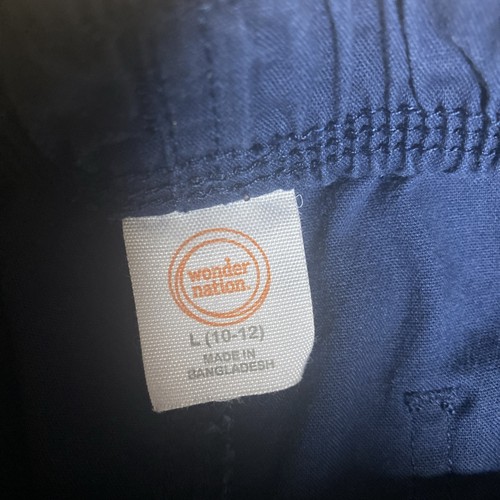 wonder
nation.
L (10-12)
MADE IN
BANGLADESH